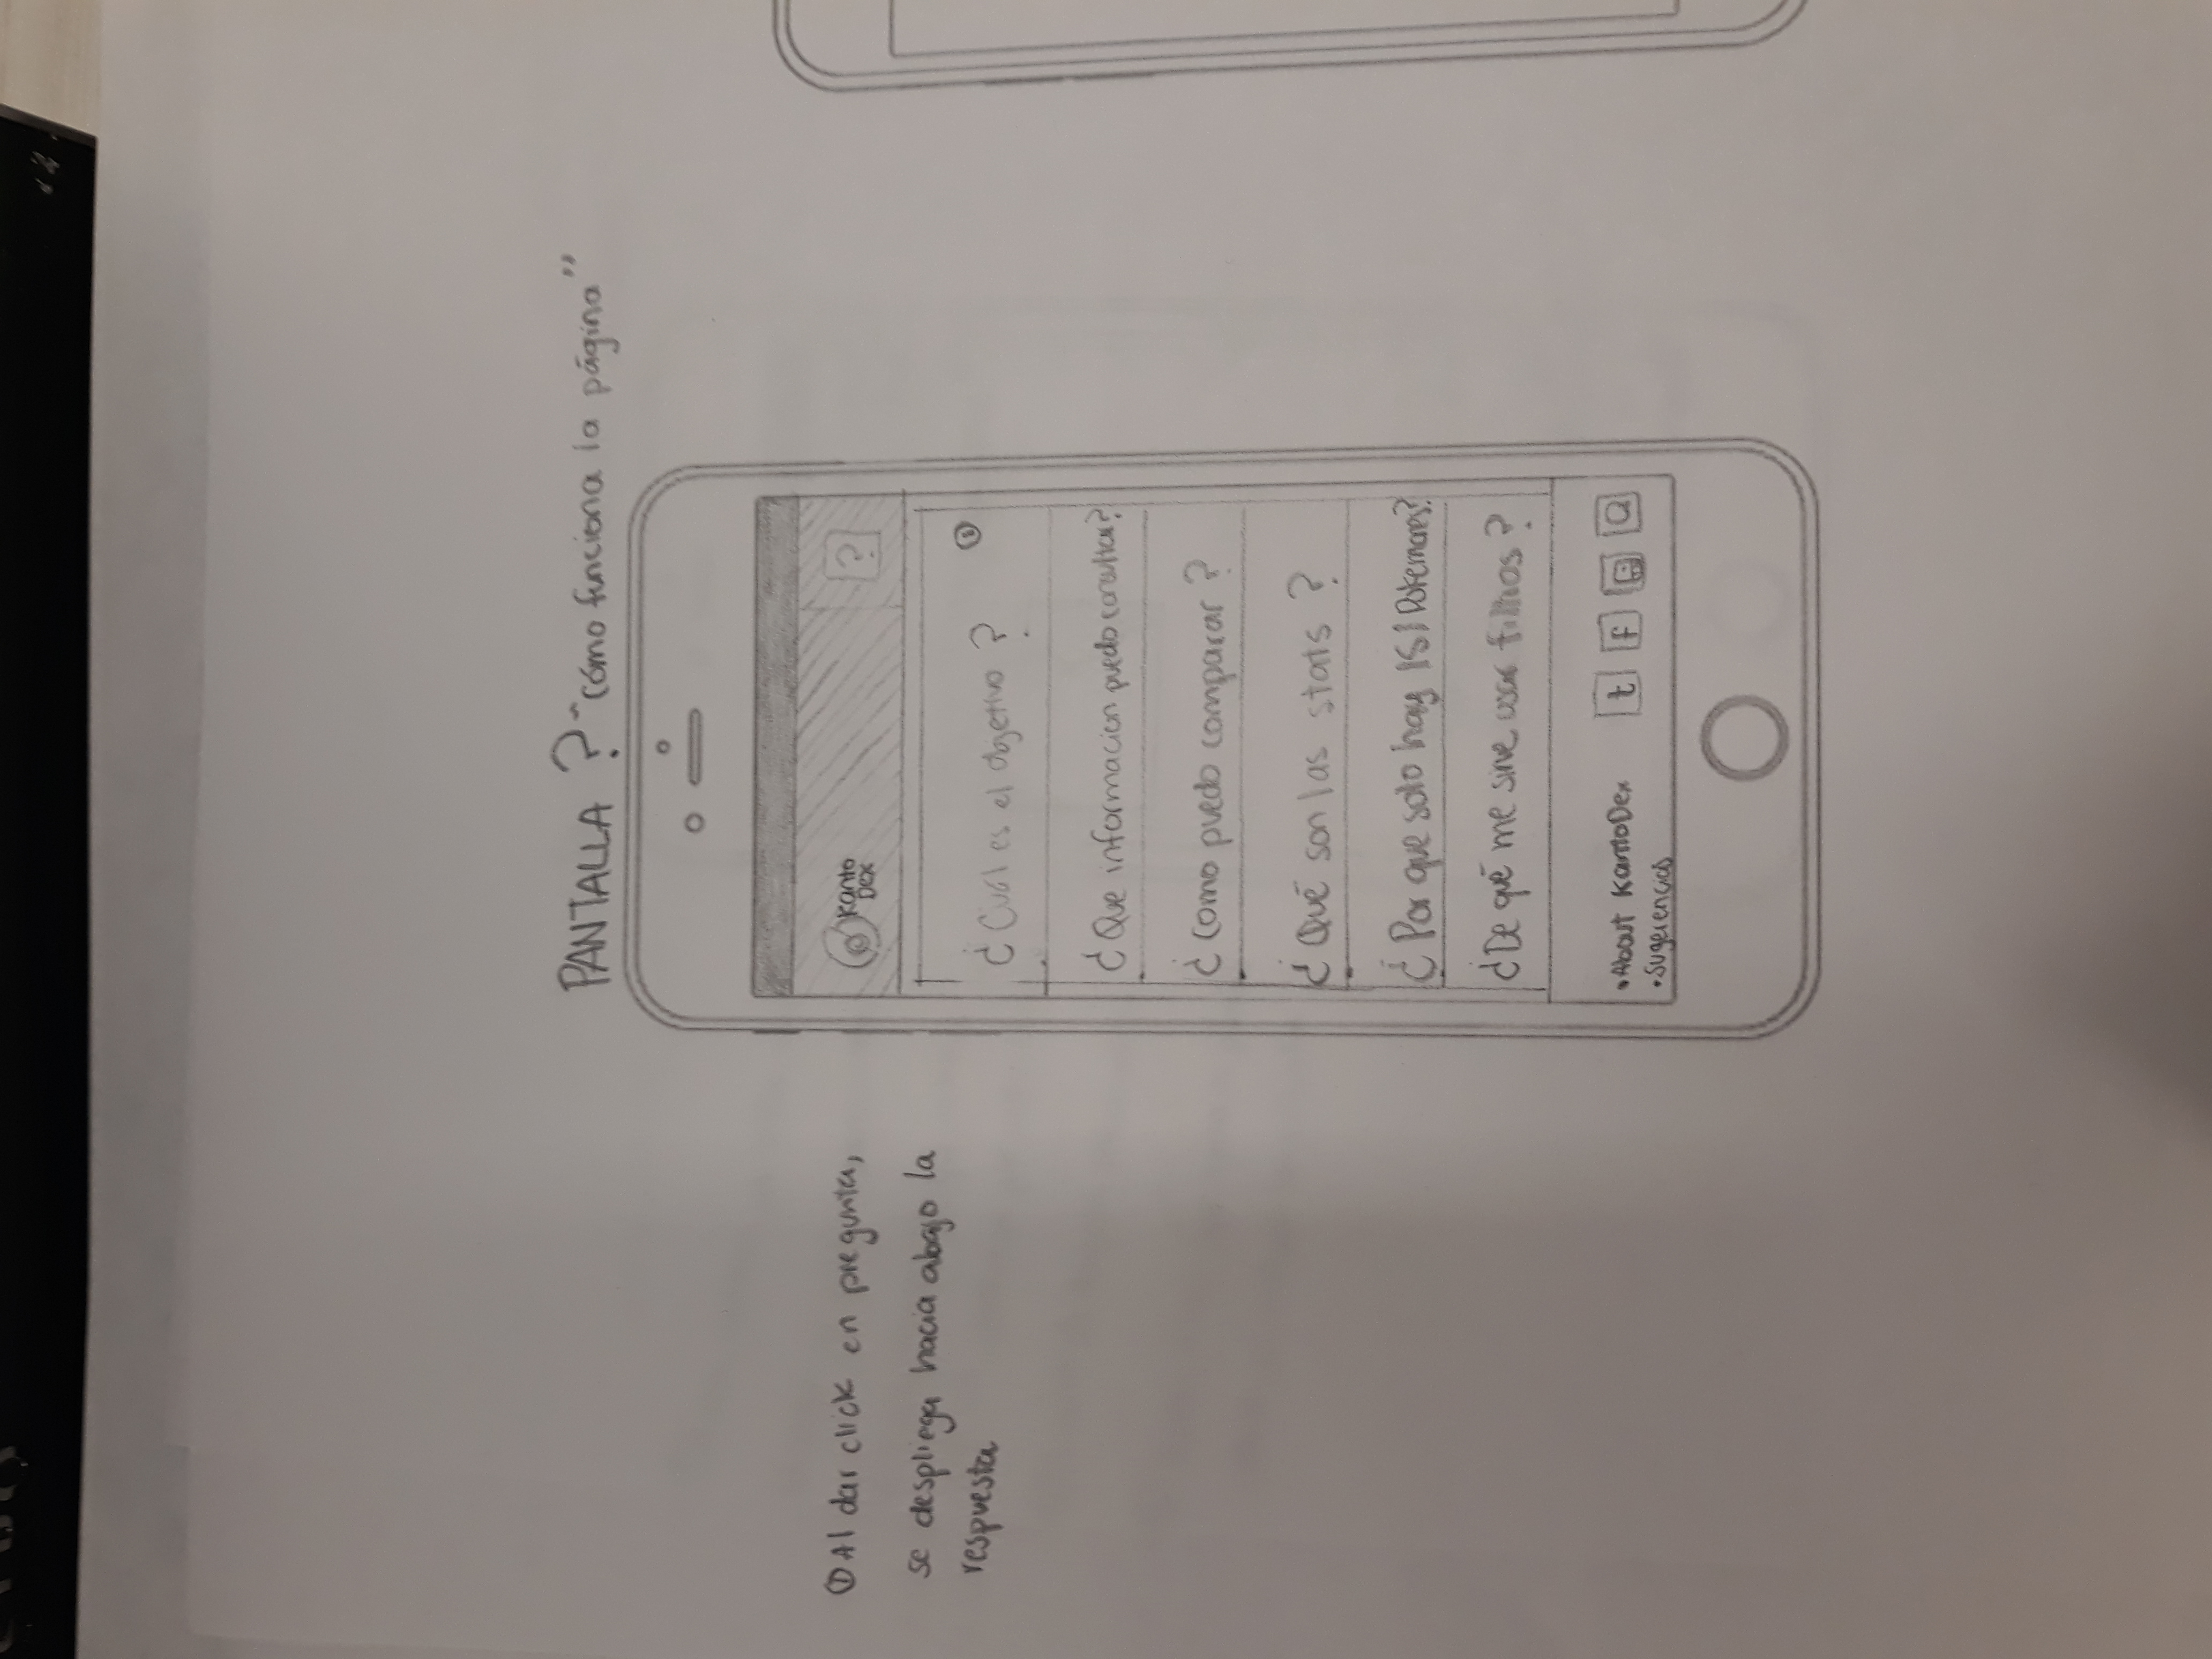 PANTALLA ? "cómo funciona la página"
① Al dar click en pregunta,
se despliega hacia abajo la
respuesta
Kanto
Dex
?
¿Cuál es el objetivo?
①
¿Que informacion puedo consultar?
¿Como puedo comparar?
¿Qué son las stats?
¿Por que solo hay 151 Pokemones?
¿De qué me sirve usar filtros?
•About KantoDex
t f
•Sugerencias